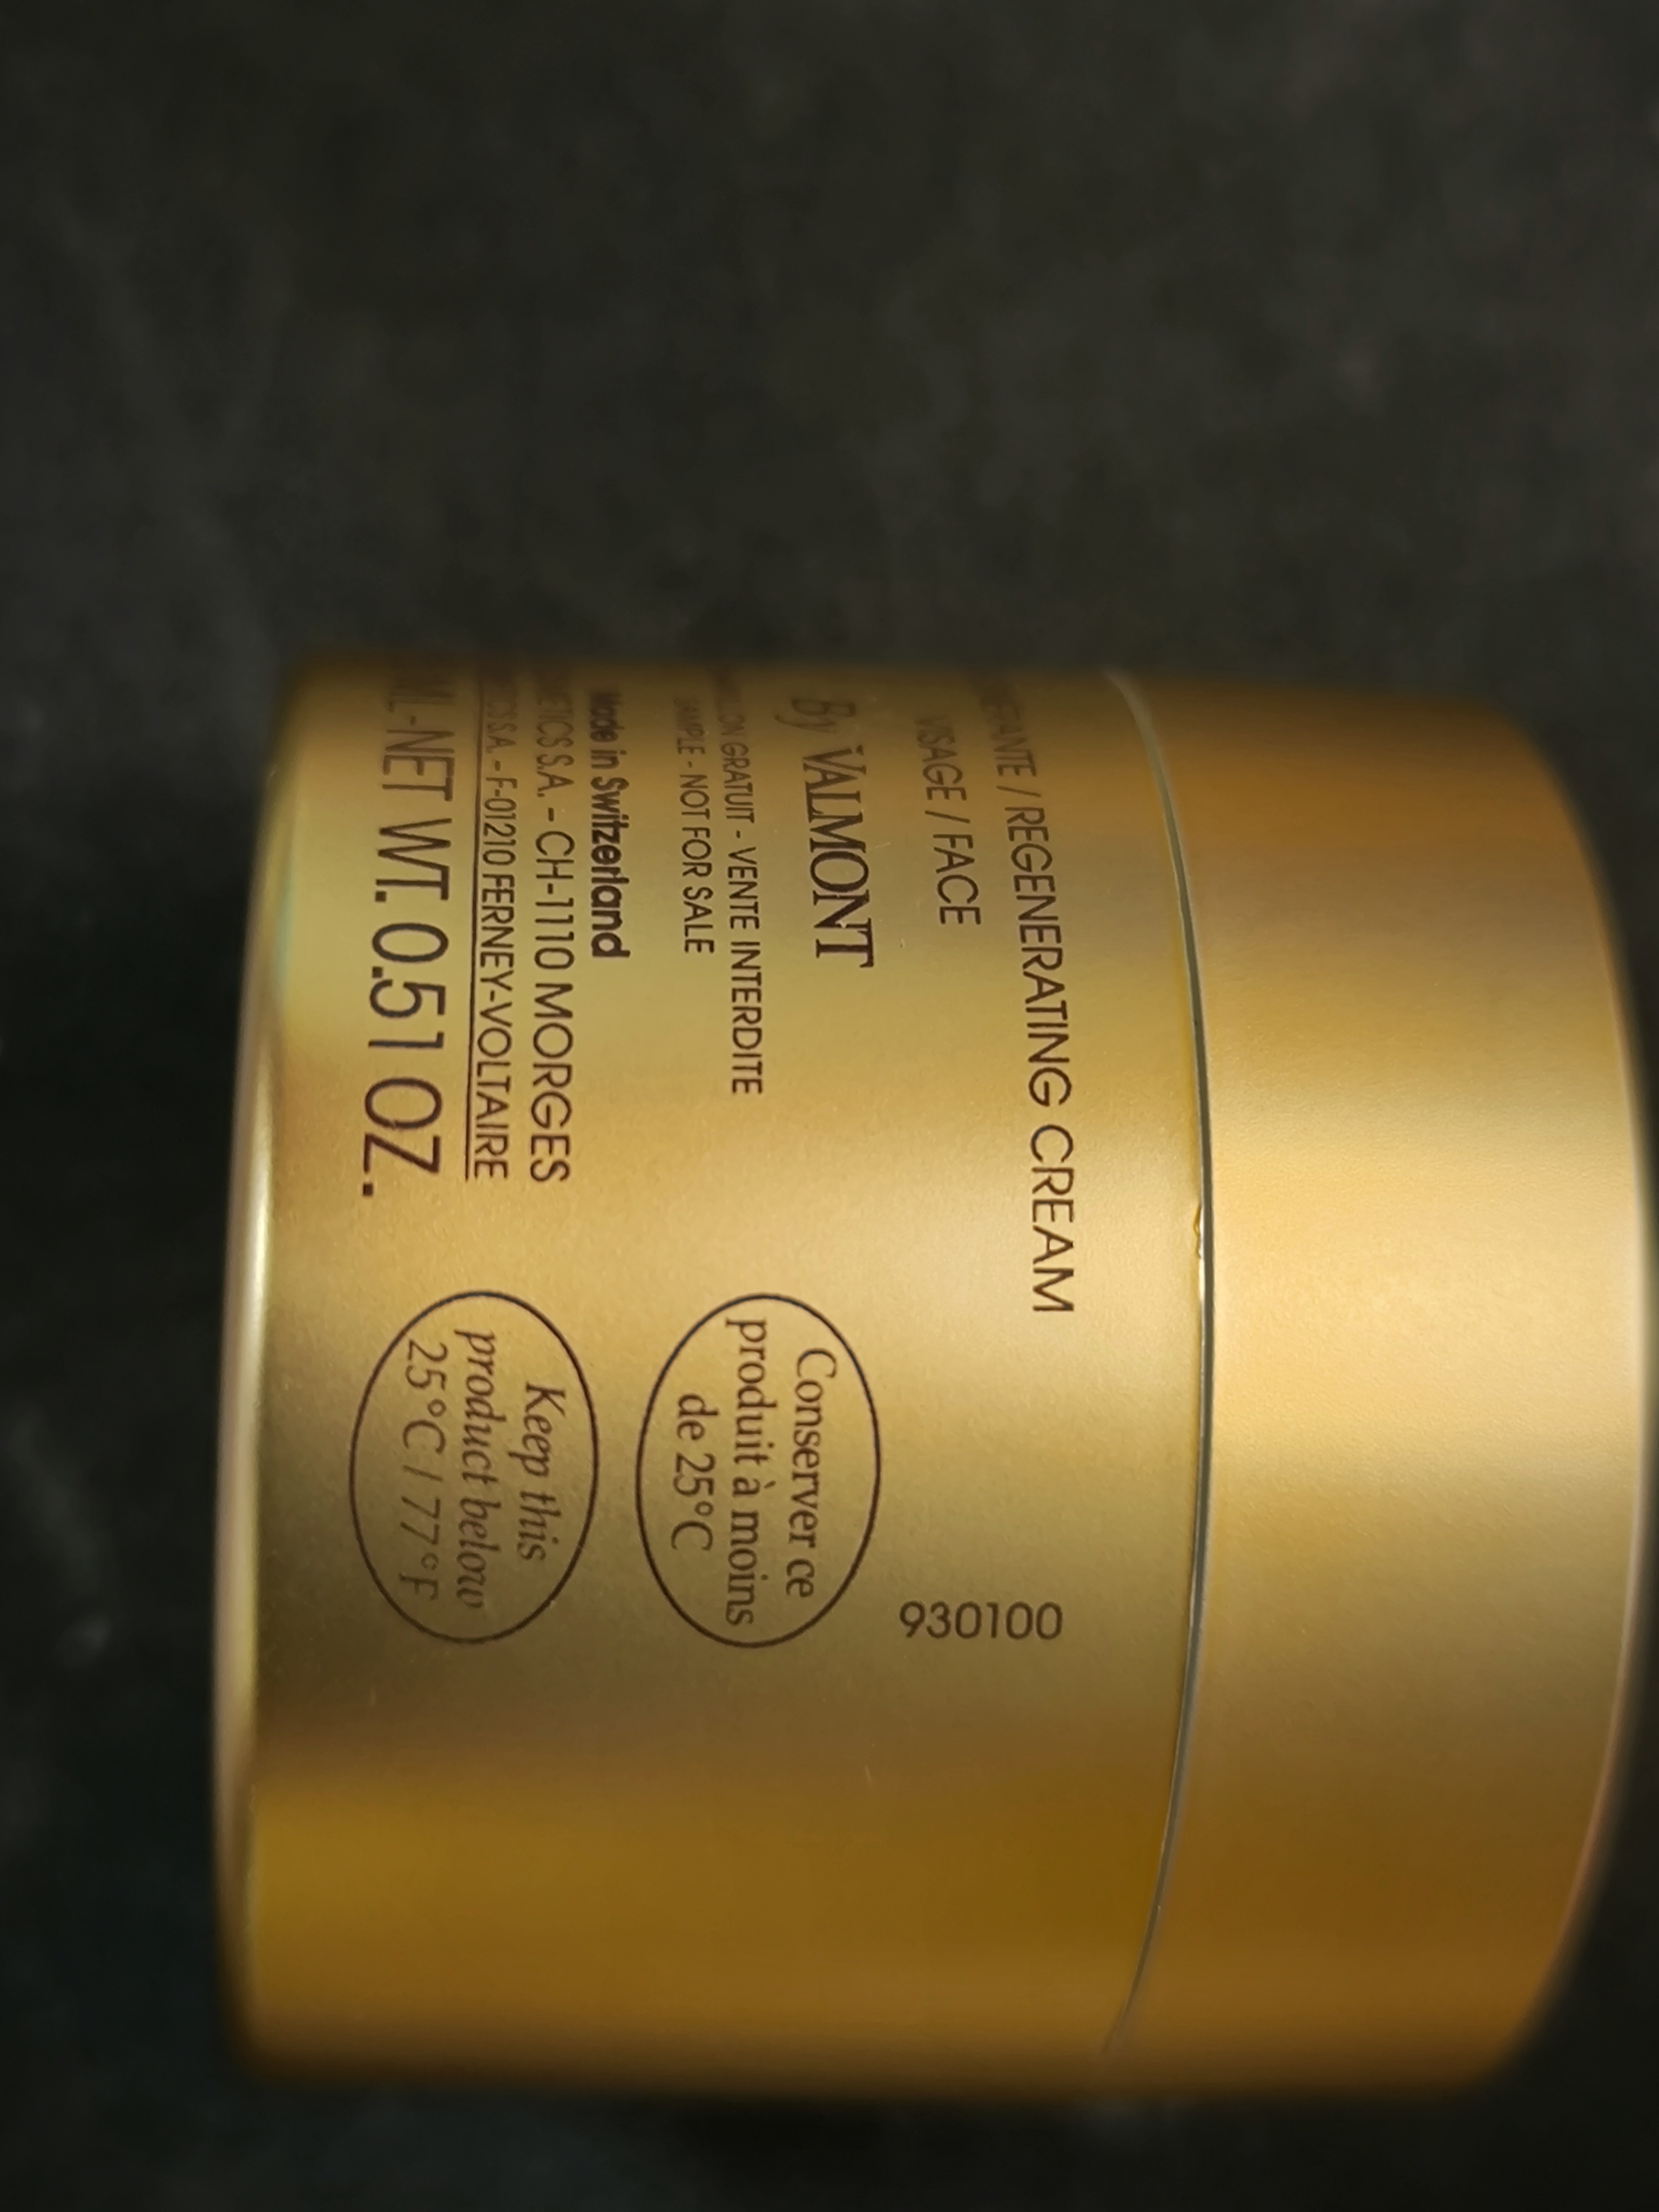 / REGENERATING CREAM
VISAGE / FACE
By VALMONT
GRATUIT - VENTE INTERDITE
- NOT FOR SALE
Made in Switzerland
S.A. - CH-1110 MORGES
S.A. - F-01210 FERNEY-VOLTAIRE
ML-NET WT. 0.51 OZ.
930100
Conserver ce
produit à moins
de 25°C
Keep this
product below
25°C / 77°F